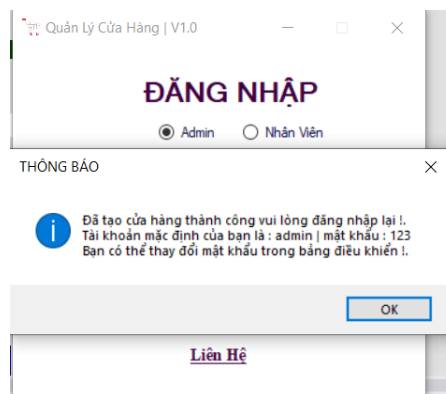 Quản Lý Cửa Hàng | V1.0
ĐĂNG NHẬP
Admin Nhân Viên
THÔNG BÁO
Đã tạo cửa hàng thành công vui lòng đăng nhập lại !.
Tài khoản mặc định của bạn là : admin | mật khẩu : 123
Bạn có thể thay đổi mật khẩu trong bảng điều khiển !.
OK
Liên Hệ